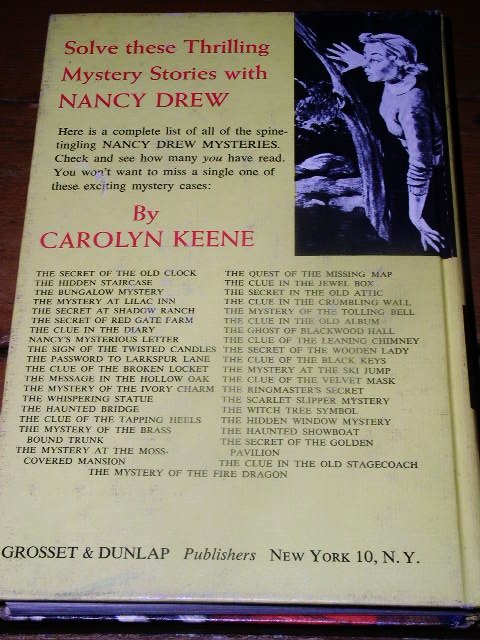 Solve these Thrilling
Mystery Stories with
NANCY DREW
Here is a complete list of all of the spine-
tingling NANCY DREW MYSTERIES.
Check and see how many you have read.
You won't want to miss a single one of
these exciting mystery cases:
By
CAROLYN KEENE
THE SECRET OF THE OLD CLOCK
THE HIDDEN STAIRCASE
THE BUNGALOW MYSTERY
THE MYSTERY AT LILAC INN
THE SECRET AT SHADOW RANCH
THE SECRET OF RED GATE FARM
THE CLUE IN THE DIARY
NANCY'S MYSTERIOUS LETTER
THE SIGN OF THE TWISTED CANDLES
THE PASSWORD TO LARKSPUR LANE
THE CLUE OF THE BROKEN LOCKET
THE MESSAGE IN THE HOLLOW OAK
THE MYSTERY OF THE IVORY CHARM
THE WHISPERING STATUE
THE HAUNTED BRIDGE
THE CLUE OF THE TAPPING HEELS
THE MYSTERY OF THE BRASS
BOUND TRUNK
THE MYSTERY AT THE MOSS-
COVERED MANSION
THE QUEST OF THE MISSING MAP
THE CLUE IN THE JEWEL BOX
THE SECRET IN THE OLD ATTIC
THE CLUE IN THE CRUMBLING WALL
THE MYSTERY OF THE TOLLING BELL
THE CLUE IN THE OLD ALBUM
THE GHOST OF BLACKWOOD HALL
THE CLUE OF THE LEANING CHIMNEY
THE SECRET OF THE WOODEN LADY
THE CLUE OF THE BLACK KEYS
THE MYSTERY AT THE SKI JUMP
THE CLUE OF THE VELVET MASK
THE RINGMASTER'S SECRET
THE SCARLET SLIPPER MYSTERY
THE WITCH TREE SYMBOL
THE HIDDEN WINDOW MYSTERY
THE HAUNTED SHOWBOAT
THE SECRET OF THE GOLDEN
PAVILION
THE CLUE IN THE OLD STAGECOACH
THE MYSTERY OF THE FIRE DRAGON
GROSSET & DUNLAP Publishers NEW YORK 10, N. Y.